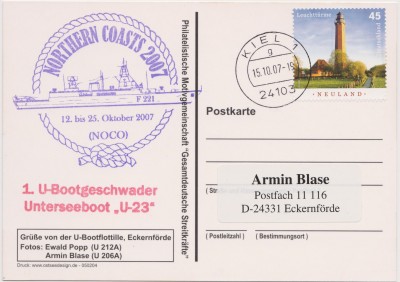 NORTHERN COASTS 2007
F 221
12. bis 25. Oktober 2007
(NOCO)
1. U-Bootgeschwader
Unterseeboot „U-23"
Grüße von der U-Bootflottille, Eckernförde
Fotos: Ewald Popp (U 212A)
Armin Blase (U 206A)
Philatelistische Motivgemeinschaft "Gesamtdeutsche Streitkräfte"
KIEL 1
g
15.10.07-19
24103
Leuchttürme
45
NEULAND
Postkarte
Armin Blase
Postfach 11 116
D-24331 Eckernförde
(Postleitzahl)
(Bestimmungsort)